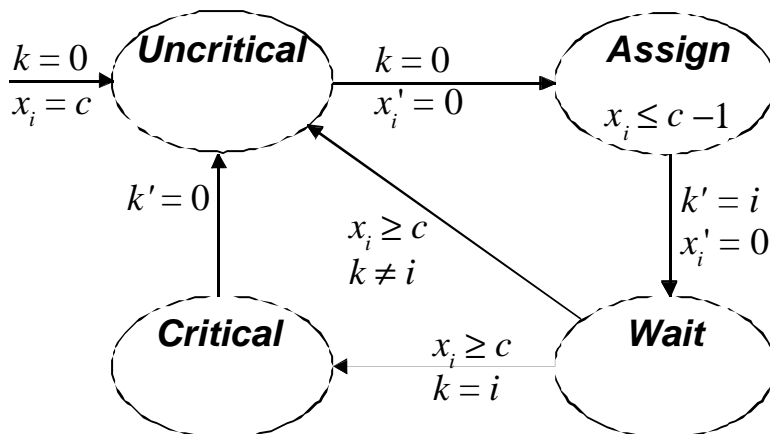 Uncritical
Assign
k = 0
x_i = c
k = 0
x_i' = 0
x_i ≤ c − 1
k' = 0
x_i ≥ c
k ≠ i
k' = i
x_i' = 0
Critical
Wait
x_i ≥ c
k = i